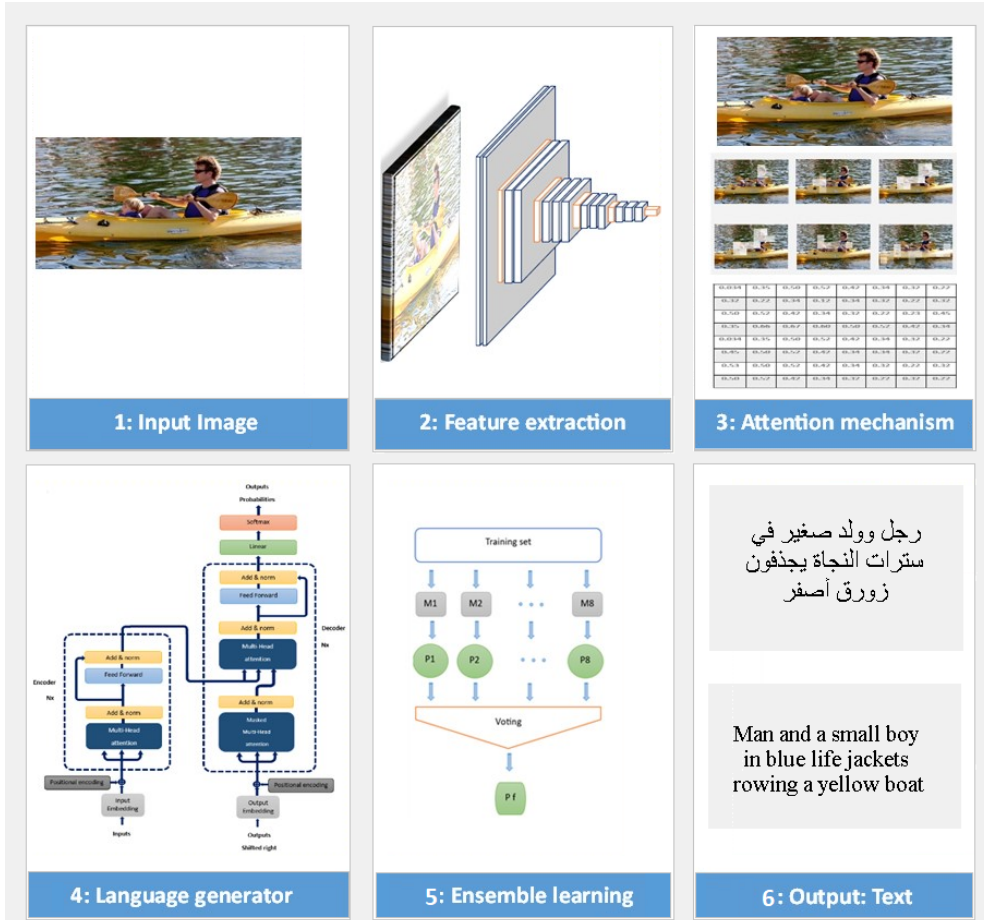 1: Input Image
2: Feature extraction
3: Attention mechanism
Outputs
Probabilities
Softmax
Linear
Add & norm
Feed Forward
Add & norm
Multi-Head
attention
Decoder
Nx
Add & norm
Masked
Multi-Head
attention
Positional encoding
Output
Embedding
Outputs
Shifted right
Encoder
Nx
Add & norm
Feed Forward
Add & norm
Multi-Head
attention
Positional encoding
Input
Embedding
Inputs
4: Language generator
Training set
M1 M2 ... M8
P1 P2 ... P8
Voting
P f
5: Ensemble learning
رجل وولد صغير في
سترات النجاة يجذفون
زورق أصفر
Man and a small boy
in blue life jackets
rowing a yellow boat
6: Output: Text